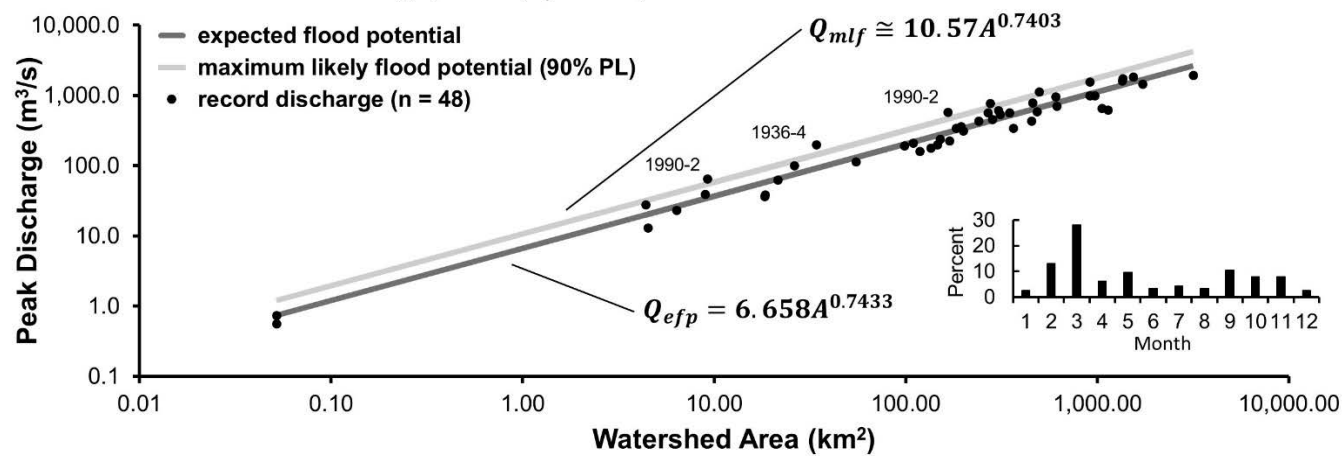 10,000.0
1,000.0
100.0
10.0
1.0
0.1
Peak Discharge (m³/s)
expected flood potential
maximum likely flood potential (90% PL)
record discharge (n = 48)
Q_mlf ≅ 10.57A^0.7403
1990-2
1936-4
1990-2
Q_efp = 6.658A^0.7433
30
20
10
0
Percent
1 2 3 4 5 6 7 8 9 10 11 12
Month
0.01 0.10 1.00 10.00 100.00 1,000.00 10,000.00
Watershed Area (km²)